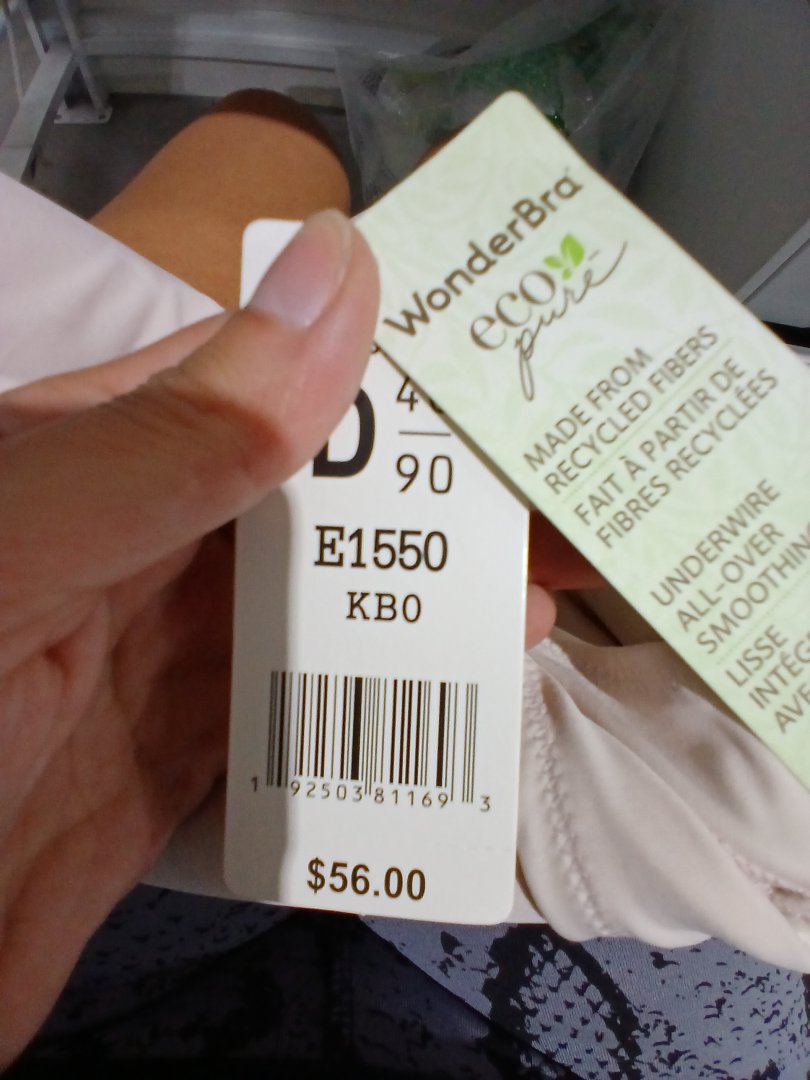 D
90
E1550
KBO
1 92503 81169 3
$56.00
WonderBra
eco
pure
MADE FROM
RECYCLED FIBERS
FAIT À PARTIR DE
FIBRES RECYCLÉES
UNDERWIRE
ALL-OVER
SMOOTHING
LISSE